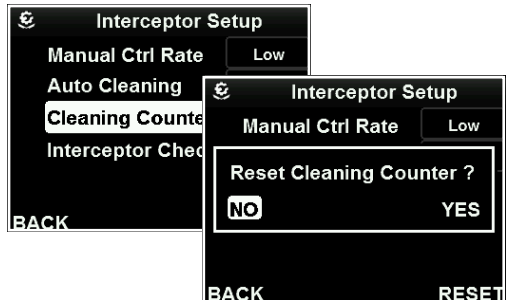 Interceptor Setup
Manual Ctrl Rate Low
Auto Cleaning
Cleaning Counte
Interceptor Chec
BACK
Interceptor Setup
Manual Ctrl Rate Low
Reset Cleaning Counter ?
NO YES
BACK RESET